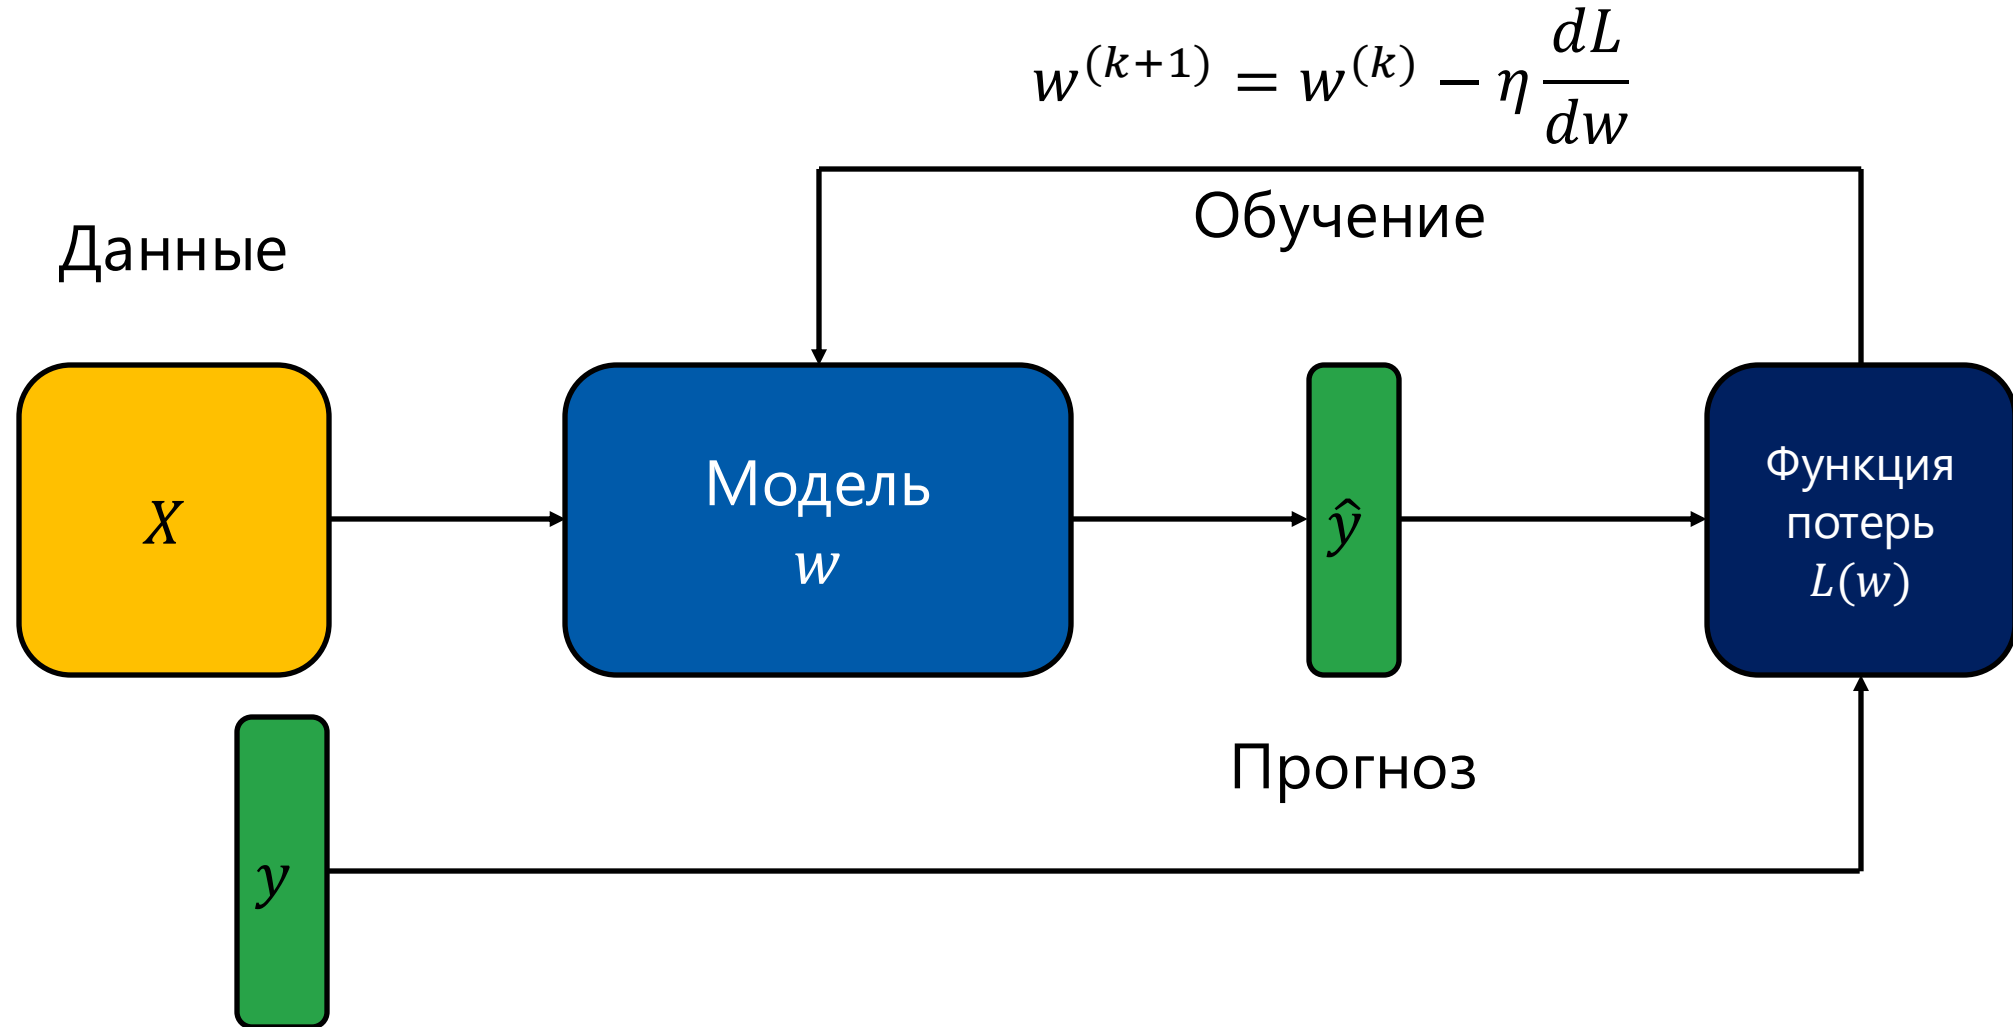 w^(k+1) = w^(k) − η dL/dw
Обучение
Данные
X
Модель
w
ŷ
Функция
потерь
L(w)
Прогноз
y